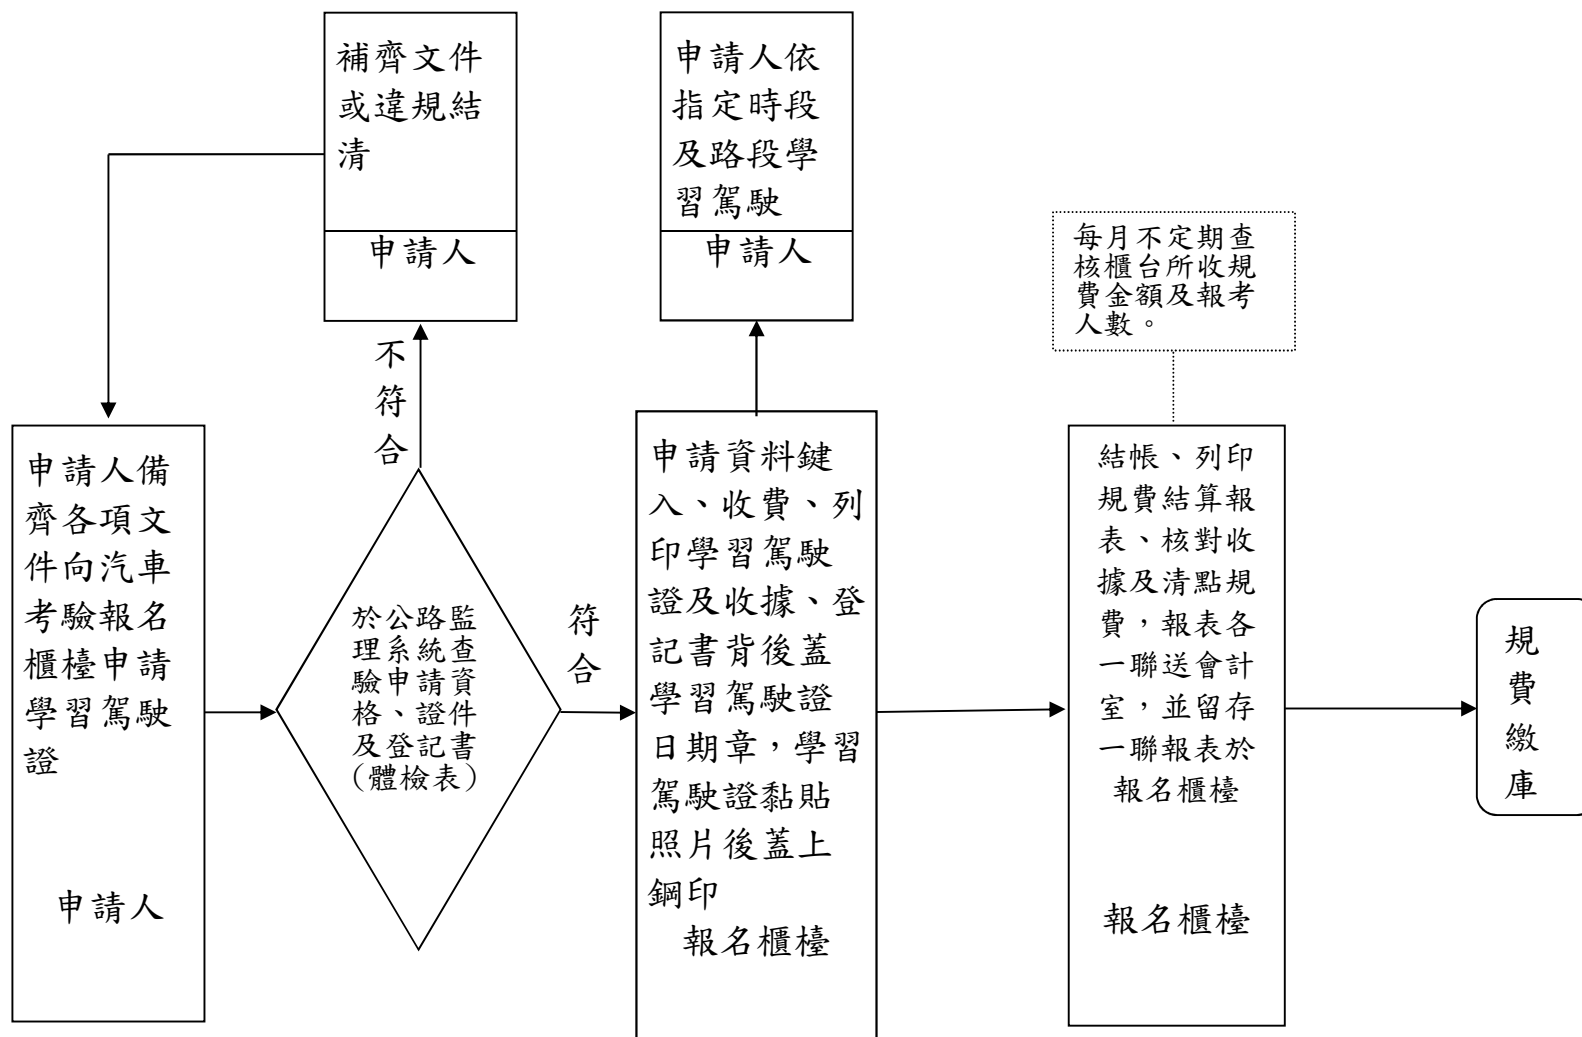 補齊文件
或違規結
清
申請人
申請人依
指定時段
及路段學
習駕駛
申請人
每月不定期查
核櫃台所收規
費金額及報考
人數。
不
符
合
申請人備
齊各項文
件向汽車
考驗報名
櫃檯申請
學習駕駛
證
申請人
於公路監
理系統查
驗申請資
格、證件
及登記書
(體檢表)
符
合
申請資料鍵
入、收費、列
印學習駕駛
證及收據、登
記書背後蓋
學習駕駛證
日期章,學習
駕駛證黏貼
照片後蓋上
鋼印
報名櫃檯
結帳、列印
規費結算報
表、核對收
據及清點規
費,報表各
一聯送會計
室,並留存
一聯報表於
報名櫃檯
報名櫃檯
規
費
繳
庫